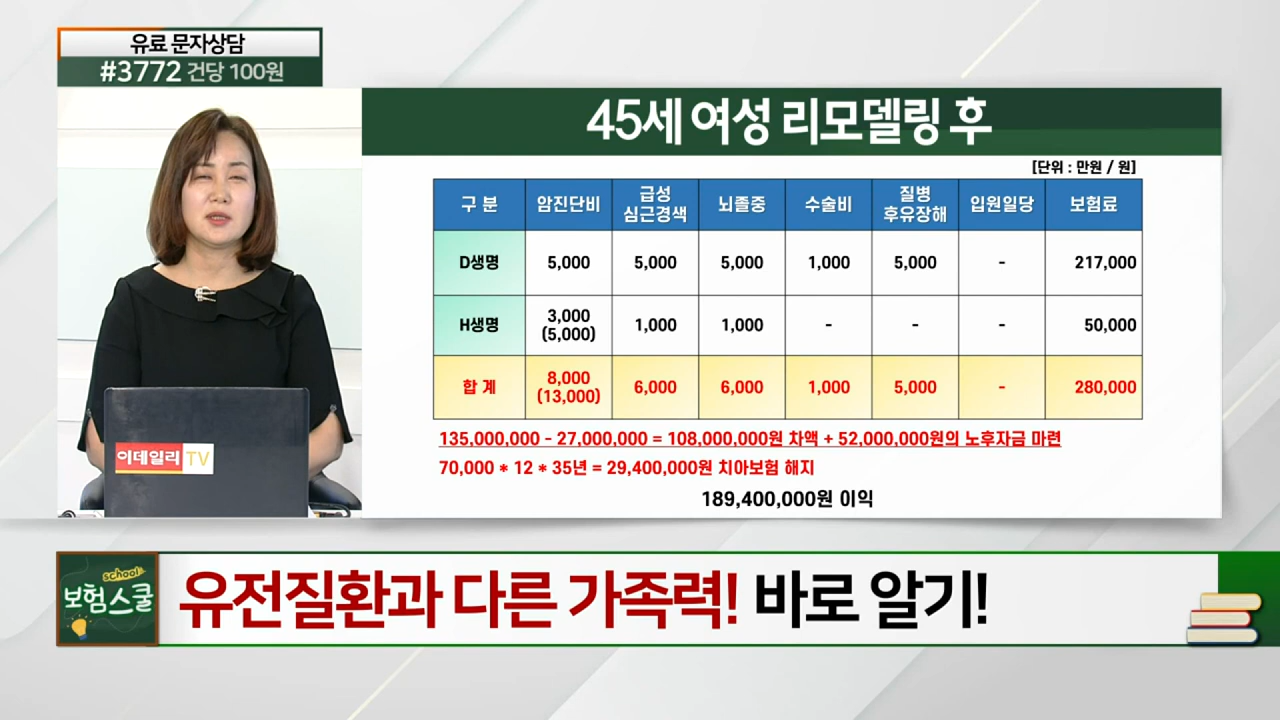 유료 문자상담
#3772 건당 100원
45세 여성 리모델링 후
[단위 : 만원 / 원]
구 분 암진단비 급성 심근경색 뇌졸중 수술비 질병 후유장해 입원일당 보험료
D생명 5,000 5,000 5,000 1,000 5,000 - 217,000
H생명 3,000 (5,000) 1,000 1,000 - - - 50,000
합 계 8,000 (13,000) 6,000 6,000 1,000 5,000 - 280,000
135,000,000 - 27,000,000 = 108,000,000원 차액 + 52,000,000원의 노후자금 마련
70,000 * 12 * 35년 = 29,400,000원 치아보험 해지
189,400,000원 이익
이데일리 TV
school
보험스쿨
유전질환과 다른 가족력! 바로 알기!